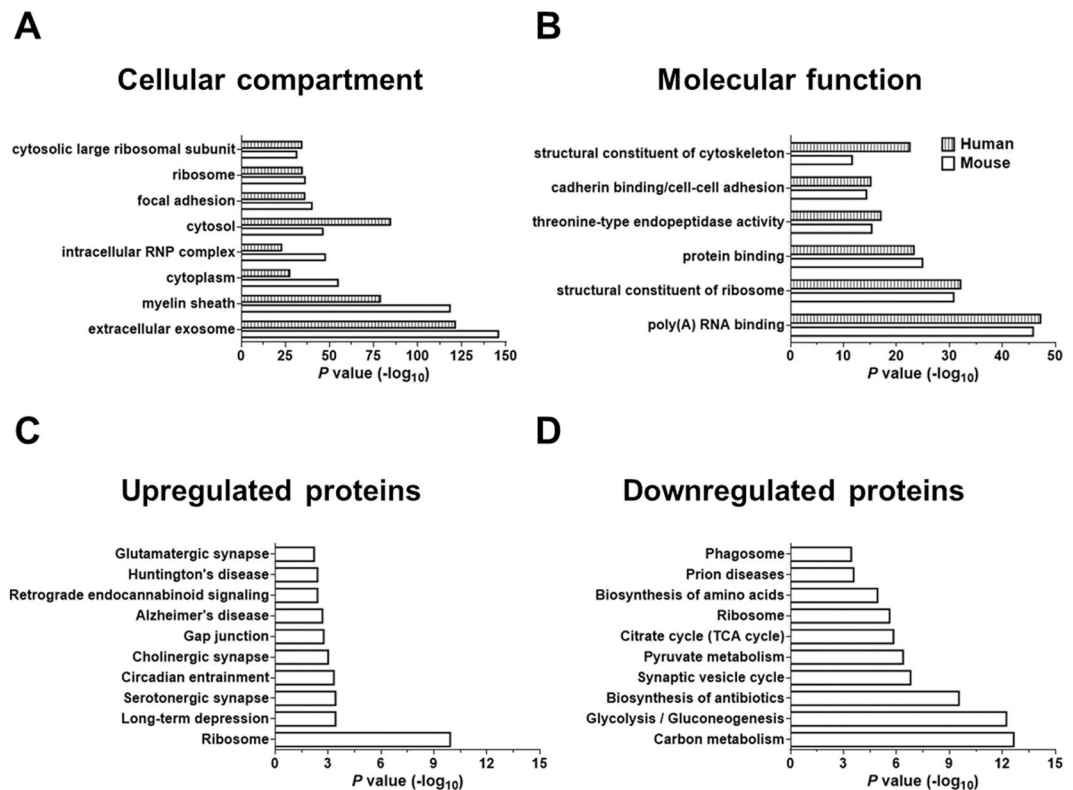 A
Cellular compartment
cytosolic large ribosomal subunit
ribosome
focal adhesion
cytosol
intracellular RNP complex
cytoplasm
myelin sheath
extracellular exosome
0 25 50 75 100 125 150
P value (-log10)
B
Molecular function
Human
Mouse
structural constituent of cytoskeleton
cadherin binding/cell-cell adhesion
threonine-type endopeptidase activity
protein binding
structural constituent of ribosome
poly(A) RNA binding
0 10 20 30 40 50
P value (-log10)
C
Upregulated proteins
Glutamatergic synapse
Huntington's disease
Retrograde endocannabinoid signaling
Alzheimer's disease
Gap junction
Cholinergic synapse
Circadian entrainment
Serotonergic synapse
Long-term depression
Ribosome
0 3 6 9 12 15
P value (-log10)
D
Downregulated proteins
Phagosome
Prion diseases
Biosynthesis of amino acids
Ribosome
Citrate cycle (TCA cycle)
Pyruvate metabolism
Synaptic vesicle cycle
Biosynthesis of antibiotics
Glycolysis / Gluconeogenesis
Carbon metabolism
0 3 6 9 12 15
P value (-log10)